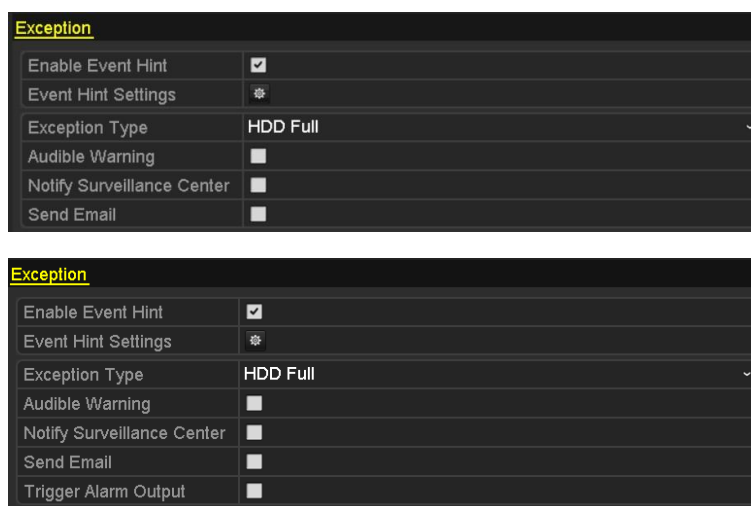 Exception
Enable Event Hint
Event Hint Settings
Exception Type HDD Full
Audible Warning
Notify Surveillance Center
Send Email
Exception
Enable Event Hint
Event Hint Settings
Exception Type HDD Full
Audible Warning
Notify Surveillance Center
Send Email
Trigger Alarm Output